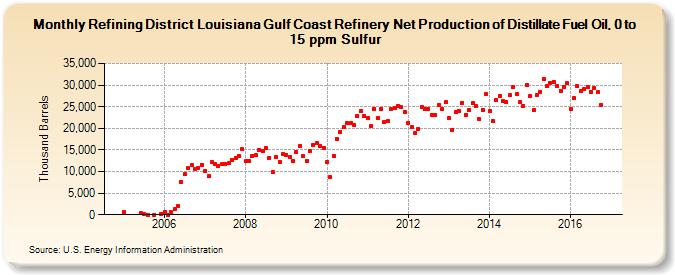 Monthly Refining District Louisiana Gulf Coast Refinery Net Production of Distillate Fuel Oil, 0 to
15 ppm Sulfur
Thousand Barrels
35,000
30,000
25,000
20,000
15,000
10,000
5,000
0
2006 2008 2010 2012 2014 2016
Source: U.S. Energy Information Administration